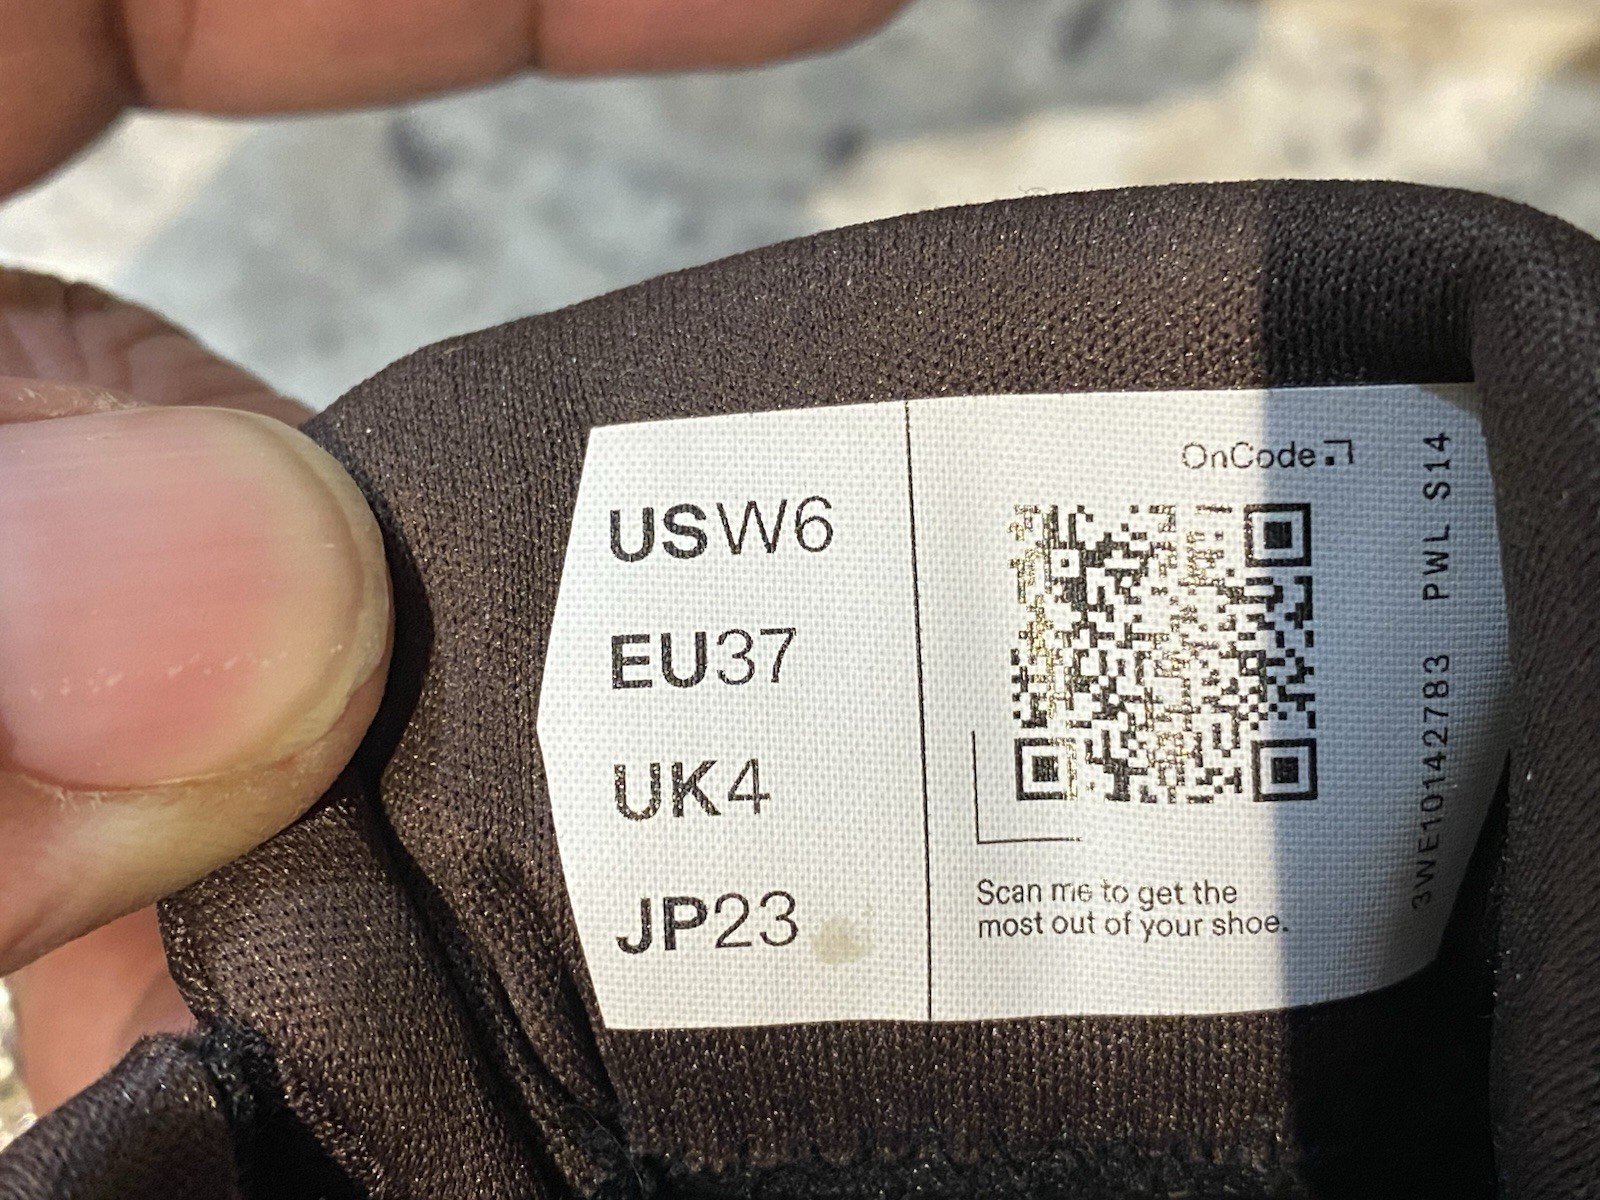 USW6
EU37
UK4
JP23
OnCode
Scan me to get the
most out of your shoe.
3WE10142783 PWL S14